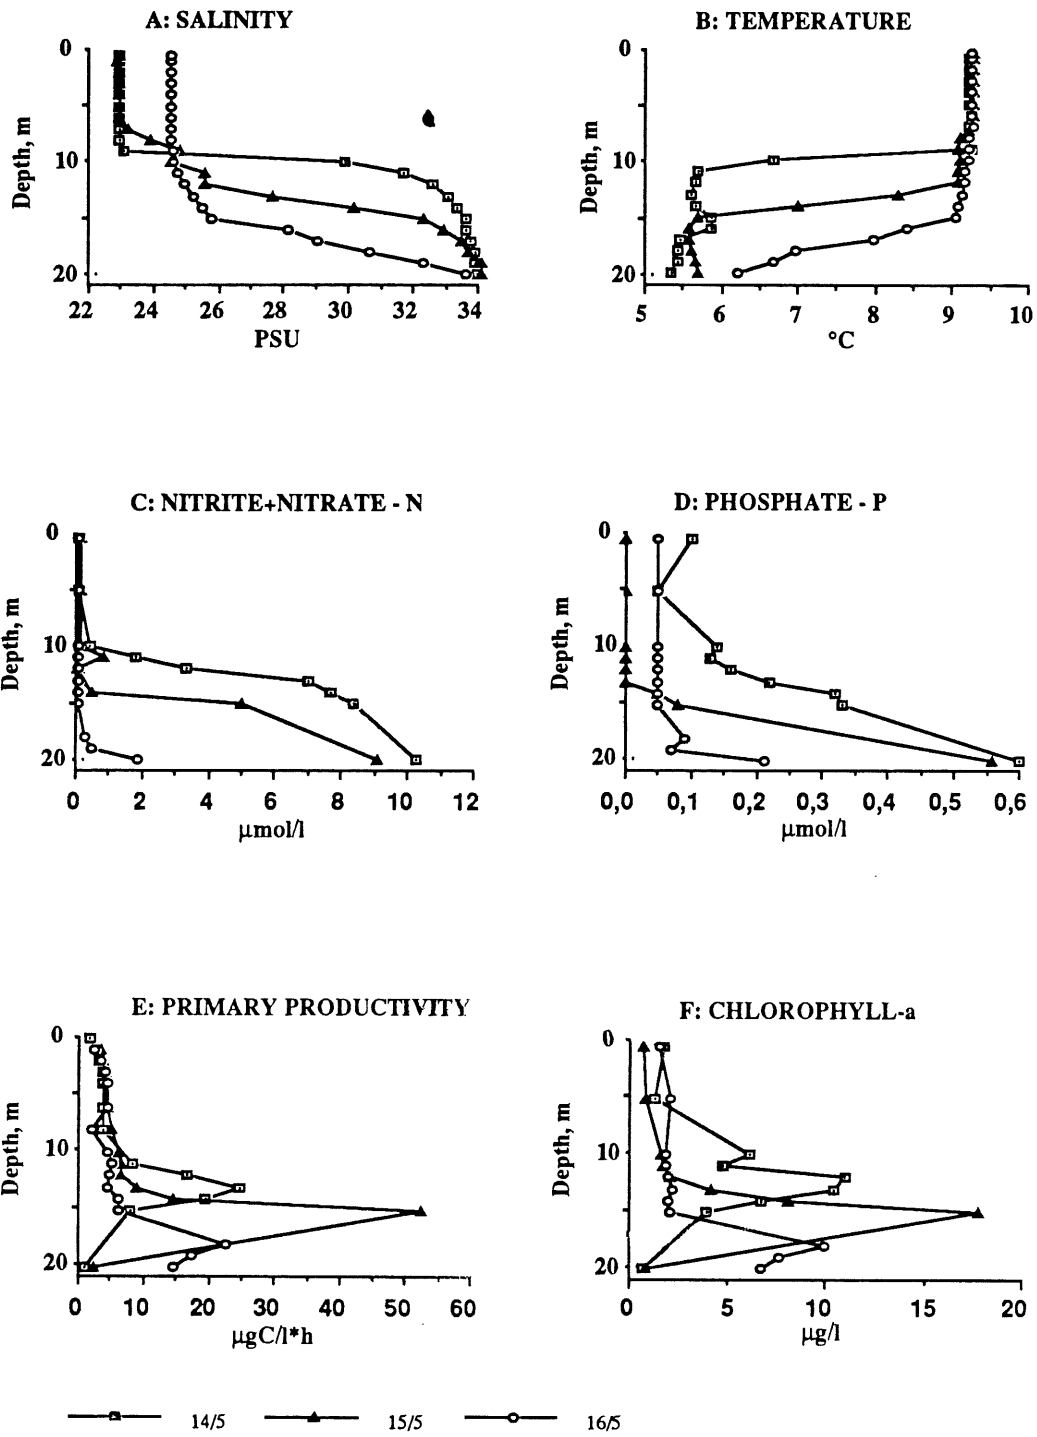 A: SALINITY
B: TEMPERATURE
0
10
20
Depth, m
22 24 26 28 30 32 34
PSU
0
10
20
Depth, m
5 6 7 8 9 10
°C
C: NITRITE+NITRATE - N
D: PHOSPHATE - P
0
10
20
Depth, m
0 2 4 6 8 10 12
µmol/l
0
10
20
Depth, m
0,0 0,1 0,2 0,3 0,4 0,5 0,6
µmol/l
E: PRIMARY PRODUCTIVITY
F: CHLOROPHYLL-a
0
10
20
Depth, m
0 10 20 30 40 50 60
µgC/l*h
0
10
20
Depth, m
0 5 10 15 20
µg/l
14/5 15/5 16/5